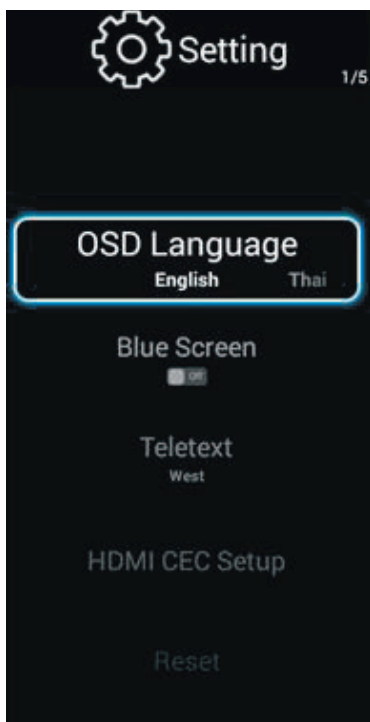 Setting
1/5
OSD Language
English Thai
Blue Screen
Off
Teletext
West
HDMI CEC Setup
Reset